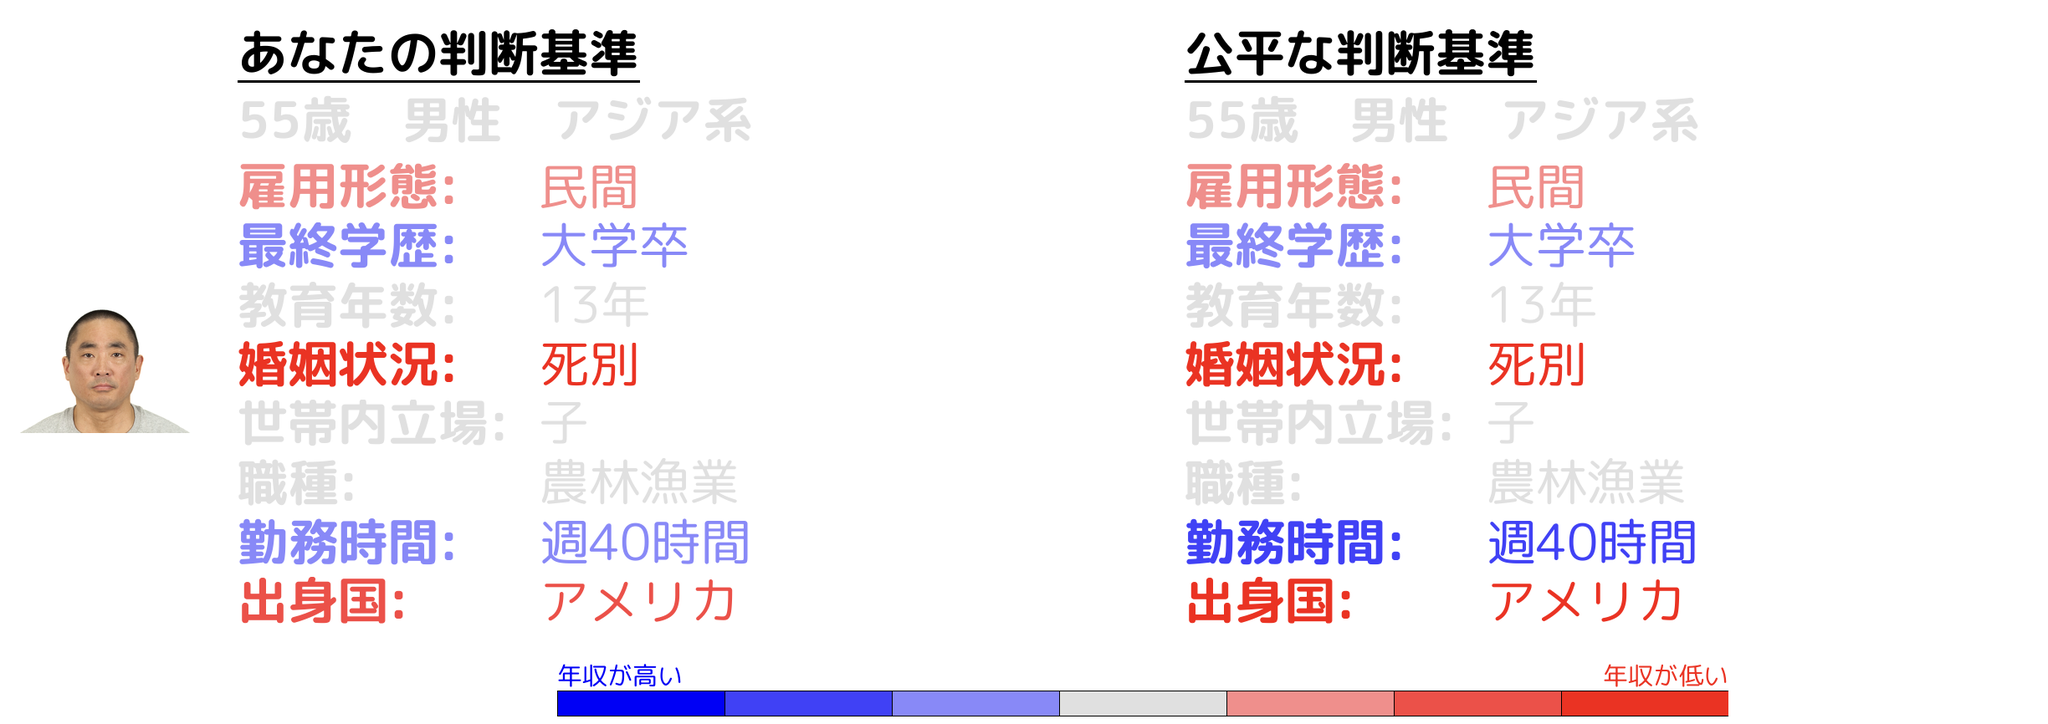 あなたの判断基準
55歳　男性　アジア系
雇用形態: 民間
最終学歴: 大学卒
教育年数: 13年
婚姻状況: 死別
世帯内立場: 子
職種: 農林漁業
勤務時間: 週40時間
出身国: アメリカ
公平な判断基準
55歳　男性　アジア系
雇用形態: 民間
最終学歴: 大学卒
教育年数: 13年
婚姻状況: 死別
世帯内立場: 子
職種: 農林漁業
勤務時間: 週40時間
出身国: アメリカ
年収が高い
年収が低い